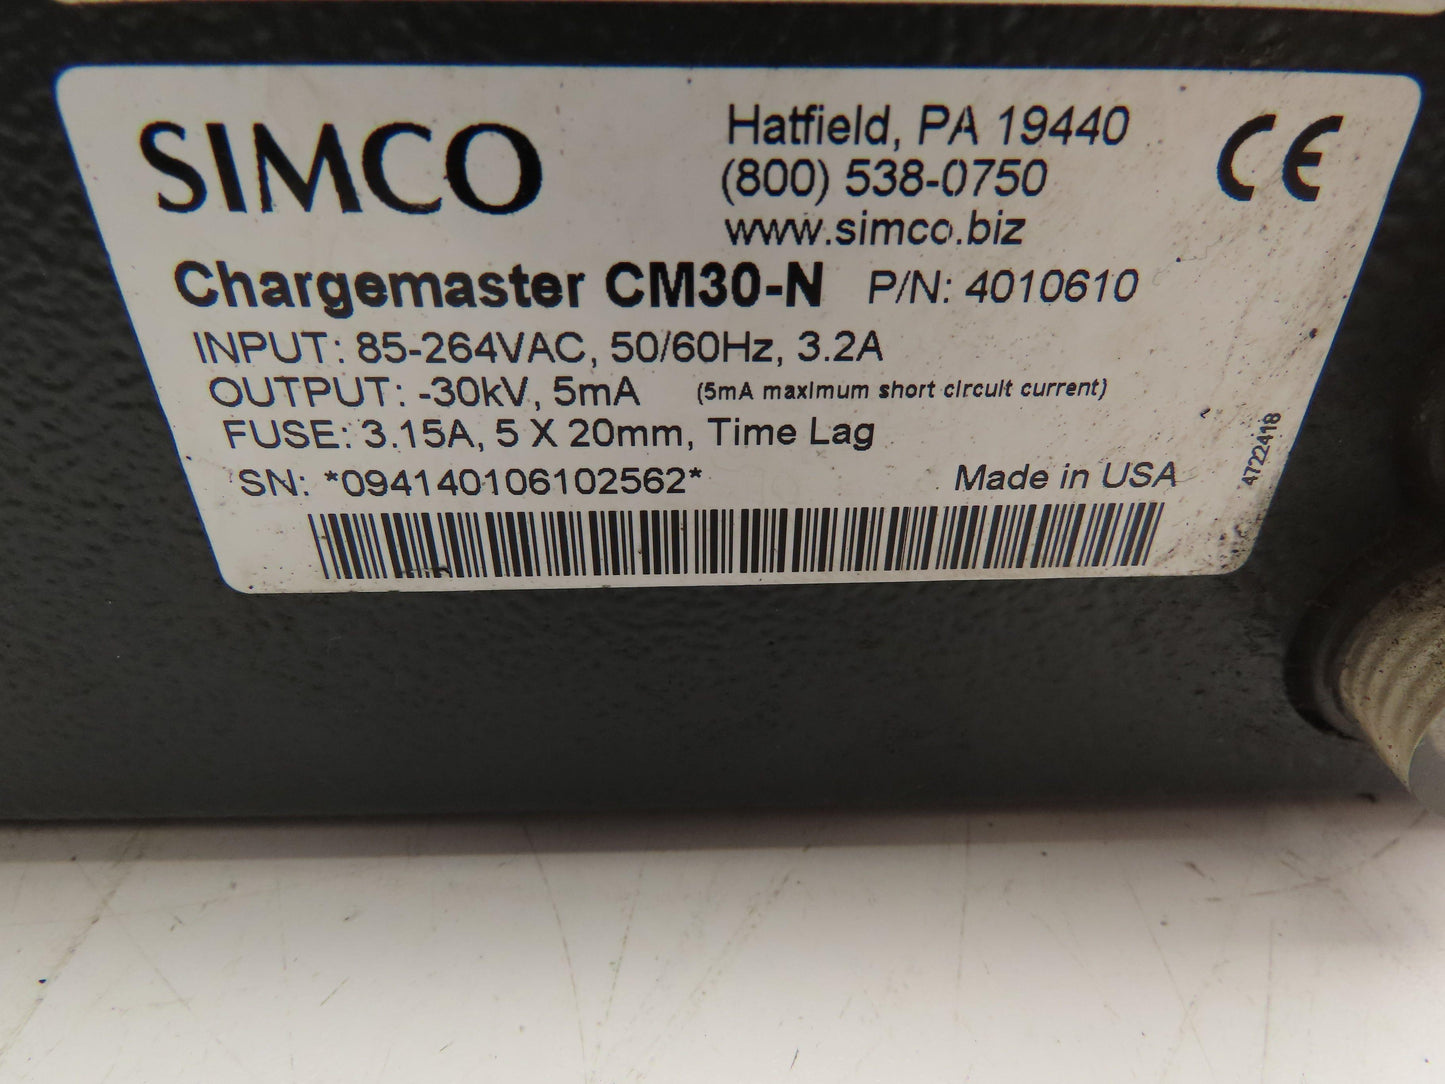 SIMCO
Hatfield, PA 19440
(800) 538-0750
www.simco.biz
CE
Chargemaster CM30-N P/N: 4010610
INPUT: 85-264VAC, 50/60Hz, 3.2A
OUTPUT: -30kV, 5mA (5mA maximum short circuit current)
FUSE: 3.15A, 5 X 20mm, Time Lag
SN: *094140106102562* Made in USA
4722418